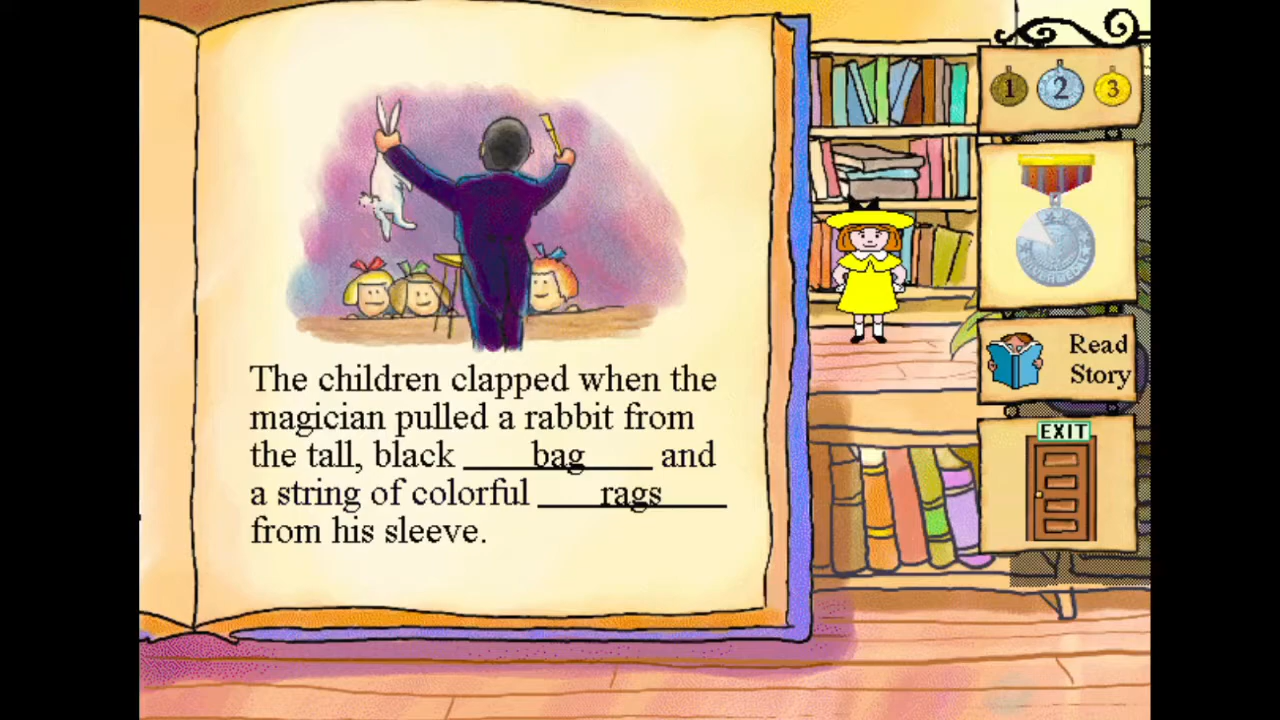 The children clapped when the
magician pulled a rabbit from
the tall, black bag and
a string of colorful rags
from his sleeve.
1 2 3
Read
Story
EXIT